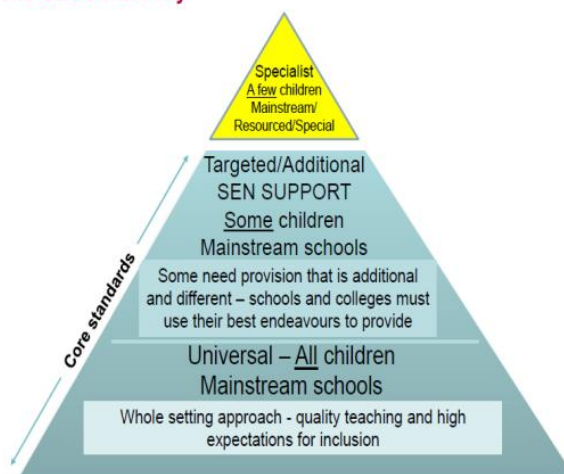 Specialist
A few children
Mainstream/
Resourced/Special
Targeted/Additional
SEN SUPPORT
Some children
Mainstream schools
Some need provision that is additional
and different – schools and colleges must
use their best endeavours to provide
Core standards
Universal – All children
Mainstream schools
Whole setting approach - quality teaching and high
expectations for inclusion